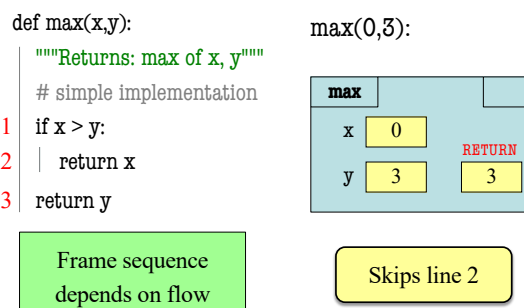 def max(x,y):
"""Returns: max of x, y"""
# simple implementation
1 if x > y:
2 return x
3 return y
Frame sequence
depends on flow
max(0,3):
max
x 0
RETURN
y 3 3
Skips line 2